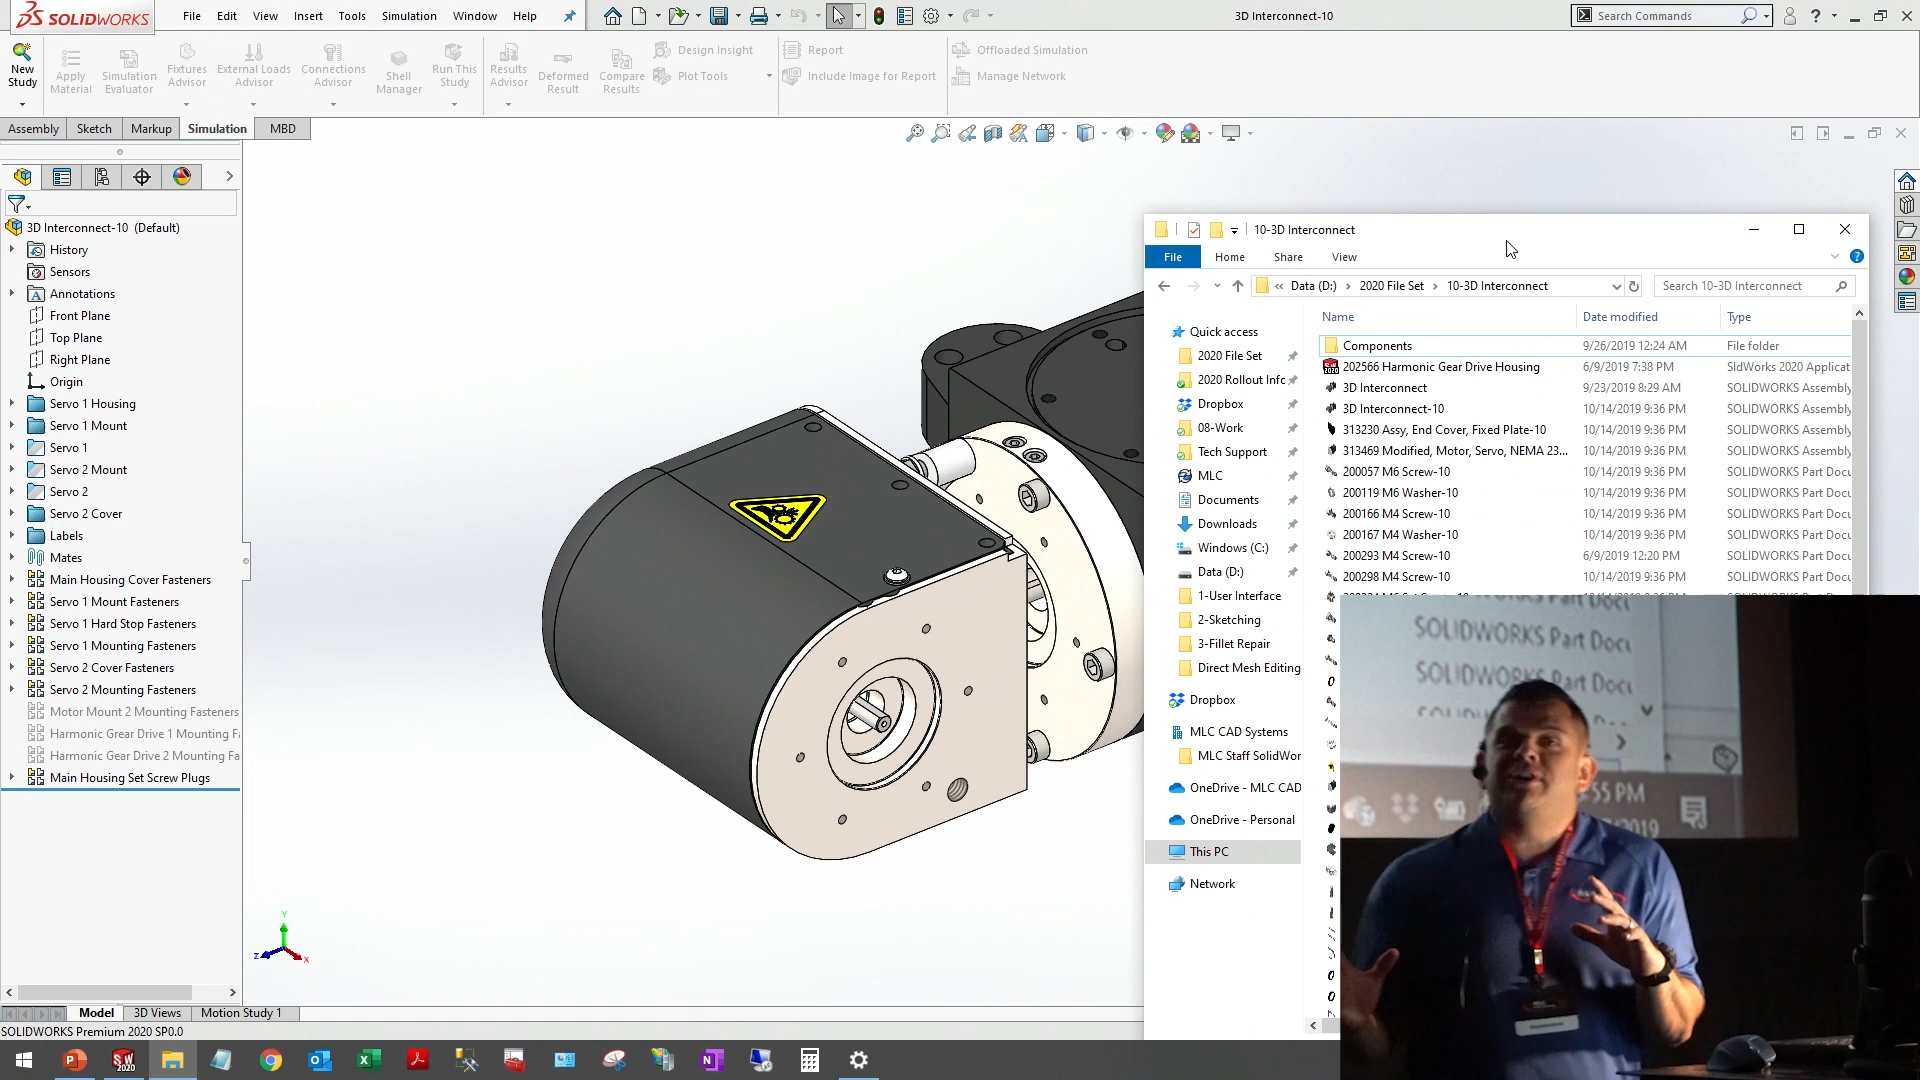 SOLIDWORKS File Edit View Insert Tools Simulation Window Help 3D Interconnect-10 Search Commands
New Study
Apply Material
Simulation Evaluator
Fixtures Advisor
External Loads Advisor
Connections Advisor
Shell Manager
Run This Study
Results Advisor
Deformed Result
Compare Results
Design Insight
Plot Tools
Report
Include Image for Report
Offloaded Simulation
Manage Network
Assembly Sketch Markup Simulation MBD
3D Interconnect-10 (Default)
History
Sensors
Annotations
Front Plane
Top Plane
Right Plane
Origin
Servo 1 Housing
Servo 1 Mount
Servo 1
Servo 2 Mount
Servo 2
Servo 2 Cover
Labels
Mates
Main Housing Cover Fasteners
Servo 1 Mount Fasteners
Servo 1 Hard Stop Fasteners
Servo 1 Mounting Fasteners
Servo 2 Cover Fasteners
Servo 2 Mounting Fasteners
Motor Mount 2 Mounting Fasteners
Harmonic Gear Drive 1 Mounting F
Harmonic Gear Drive 2 Mounting Fa
Main Housing Set Screw Plugs
Y
Z
X
Model 3D Views Motion Study 1
SOLIDWORKS Premium 2020 SP0.0
10-3D Interconnect
File Home Share View
« Data (D:) › 2020 File Set › 10-3D Interconnect
Search 10-3D Interconnect
Quick access
2020 File Set
2020 Rollout Infc
Dropbox
08-Work
Tech Support
MLC
Documents
Downloads
Windows (C:)
Data (D:)
1-User Interface
2-Sketching
3-Fillet Repair
Direct Mesh Editing
Dropbox
MLC CAD Systems
MLC Staff SolidWor
OneDrive - MLC CAD
OneDrive - Personal
This PC
Network
Name Date modified Type
Components 9/26/2019 12:24 AM File folder
202566 Harmonic Gear Drive Housing 6/9/2019 7:38 PM SldWorks 2020 Applicat
3D Interconnect 9/23/2019 8:29 AM SOLIDWORKS Assembly
3D Interconnect-10 10/14/2019 9:36 PM SOLIDWORKS Assembly
313230 Assy, End Cover, Fixed Plate-10 10/14/2019 9:36 PM SOLIDWORKS Assembly
313469 Modified, Motor, Servo, NEMA 23... 10/14/2019 9:36 PM SOLIDWORKS Assembly
200057 M6 Screw-10 10/14/2019 9:36 PM SOLIDWORKS Part Docu
200119 M6 Washer-10 10/14/2019 9:36 PM SOLIDWORKS Part Docu
200166 M4 Screw-10 10/14/2019 9:36 PM SOLIDWORKS Part Docu
200167 M4 Washer-10 10/14/2019 9:36 PM SOLIDWORKS Part Docu
200293 M4 Screw-10 6/9/2019 12:20 PM SOLIDWORKS Part Docu
200298 M4 Screw-10 10/14/2019 9:36 PM SOLIDWORKS Part Docu
SOLIDWORKS Part Docu
SOLIDWORKS Part Docu
:55 PM
/2019
SW 2020